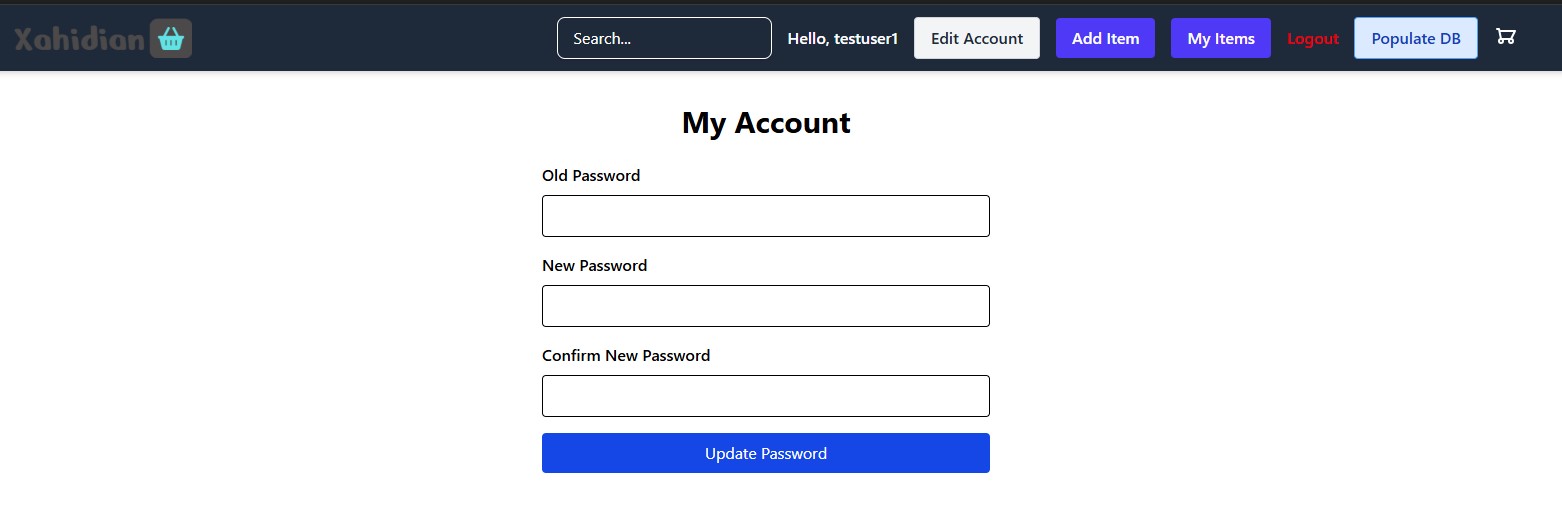 Xahidian Search... Hello, testuser1 Edit Account Add Item My Items Logout Populate DB
My Account
Old Password
New Password
Confirm New Password
Update Password